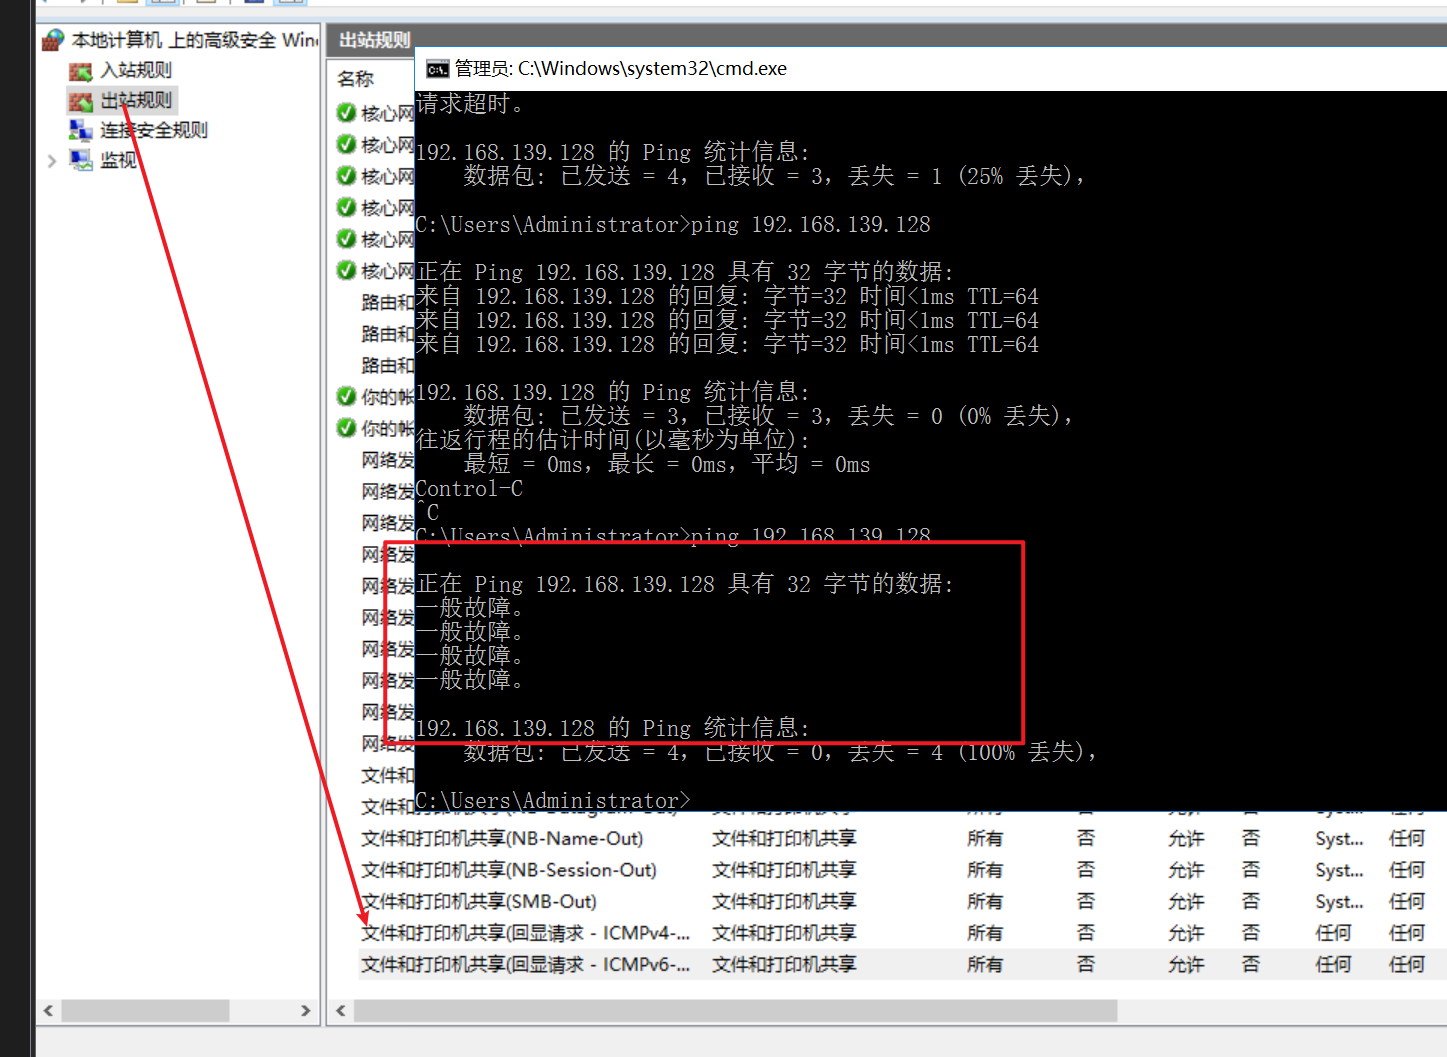 本地计算机 上的高级安全 Win
入站规则
出站规则
连接安全规则
监视
出站规则
名称
核心网
核心网
核心网
核心网
核心网
核心网
路由和
路由和
路由和
你的帐
你的帐
网络发
网络发
网络发
网络发
网络发
网络发
网络发
网络发
网络发
网络发
文件和
文件和
管理员: C:\Windows\system32\cmd.exe
请求超时。
192.168.139.128 的 Ping 统计信息:
数据包: 已发送 = 4，已接收 = 3，丢失 = 1 (25% 丢失)，
C:\Users\Administrator>ping 192.168.139.128
正在 Ping 192.168.139.128 具有 32 字节的数据:
来自 192.168.139.128 的回复: 字节=32 时间<1ms TTL=64
来自 192.168.139.128 的回复: 字节=32 时间<1ms TTL=64
来自 192.168.139.128 的回复: 字节=32 时间<1ms TTL=64
192.168.139.128 的 Ping 统计信息:
数据包: 已发送 = 3，已接收 = 3，丢失 = 0 (0% 丢失)，
往返行程的估计时间(以毫秒为单位):
最短 = 0ms，最长 = 0ms，平均 = 0ms
Control-C
^C
C:\Users\Administrator>ping 192.168.139.128
正在 Ping 192.168.139.128 具有 32 字节的数据:
一般故障。
一般故障。
一般故障。
一般故障。
192.168.139.128 的 Ping 统计信息:
数据包: 已发送 = 4，已接收 = 0，丢失 = 4 (100% 丢失)，
C:\Users\Administrator>
文件和打印机共享(NB-Name-Out) 文件和打印机共享 所有 否 允许 否 Syst... 任何
文件和打印机共享(NB-Session-Out) 文件和打印机共享 所有 否 允许 否 Syst... 任何
文件和打印机共享(SMB-Out) 文件和打印机共享 所有 否 允许 否 Syst... 任何
文件和打印机共享(回显请求 - ICMPv4-... 文件和打印机共享 所有 否 允许 否 任何 任何
文件和打印机共享(回显请求 - ICMPv6-... 文件和打印机共享 所有 否 允许 否 任何 任何